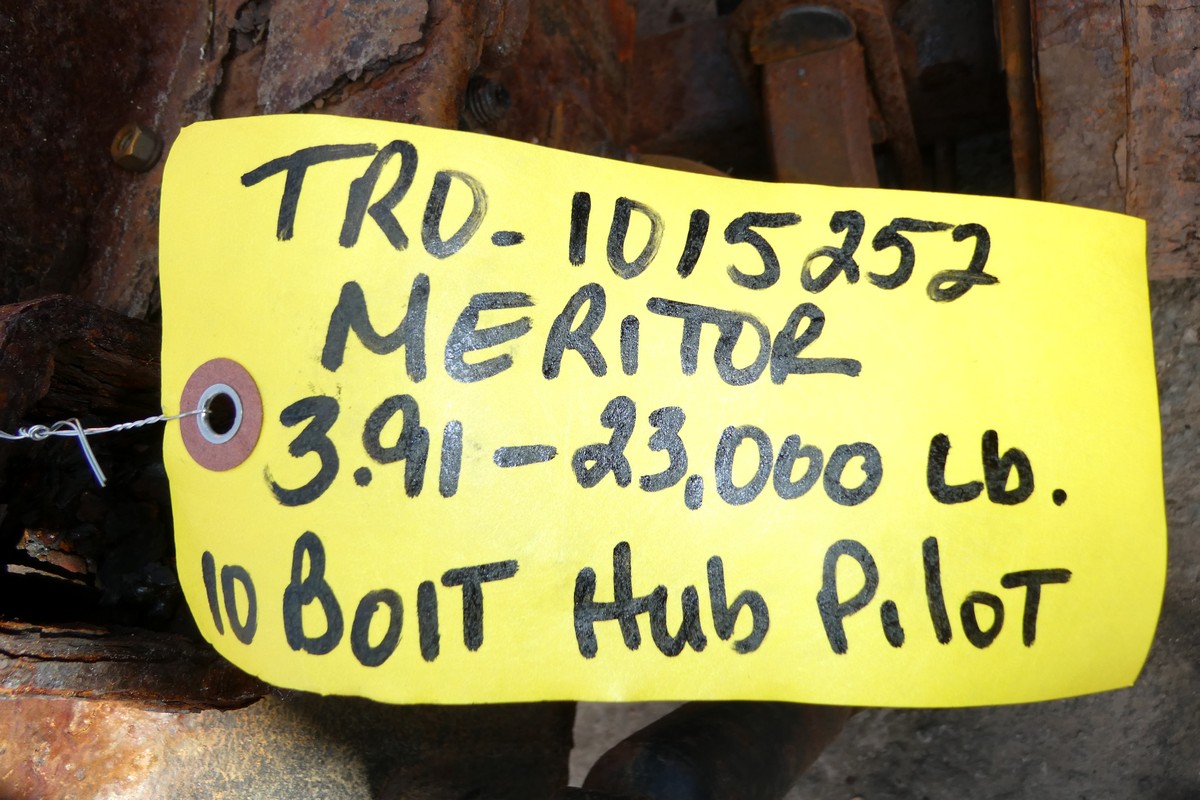 TRD-1015252
MERITOR
3.91-23,000 Lb.
10 Bolt Hub Pilot